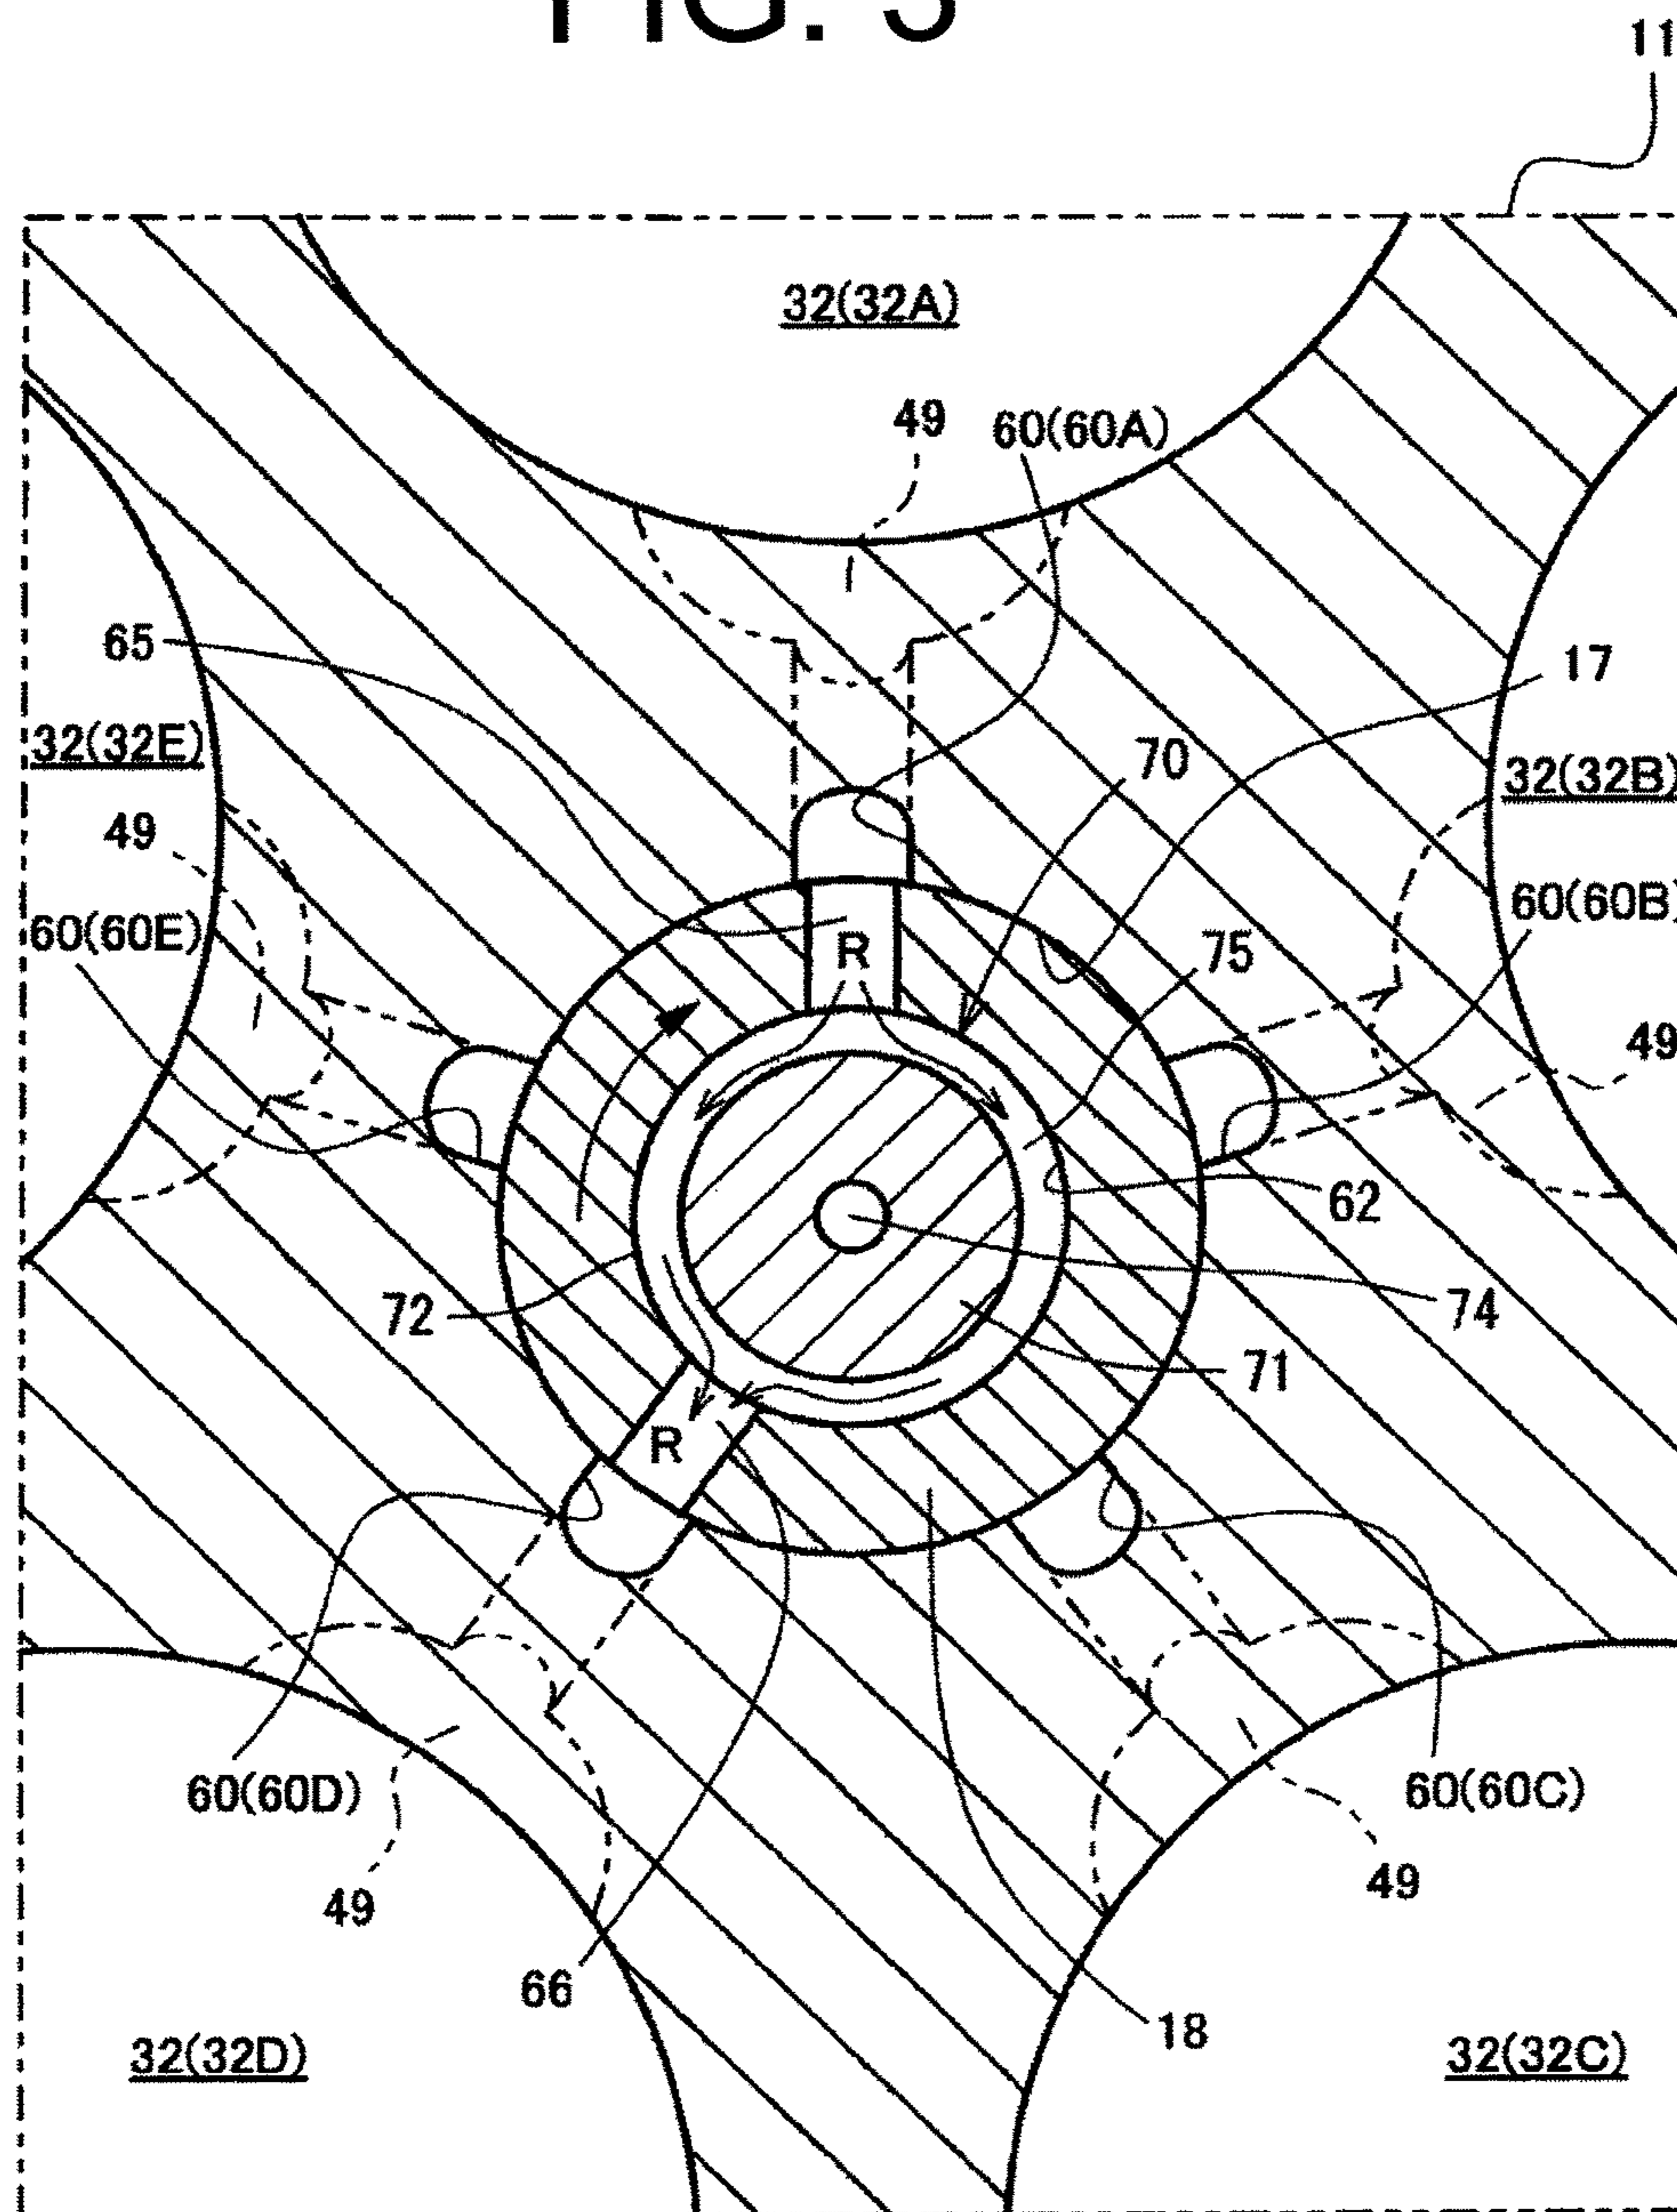 FIG. 5
11
32(32A)
49
60(60A)
65
17
32(32E)
70
32(32B)
49
60(60E)
60(60B)
R
75
49
62
72
74
71
R
60(60D)
60(60C)
49
49
66
18
32(32D)
32(32C)